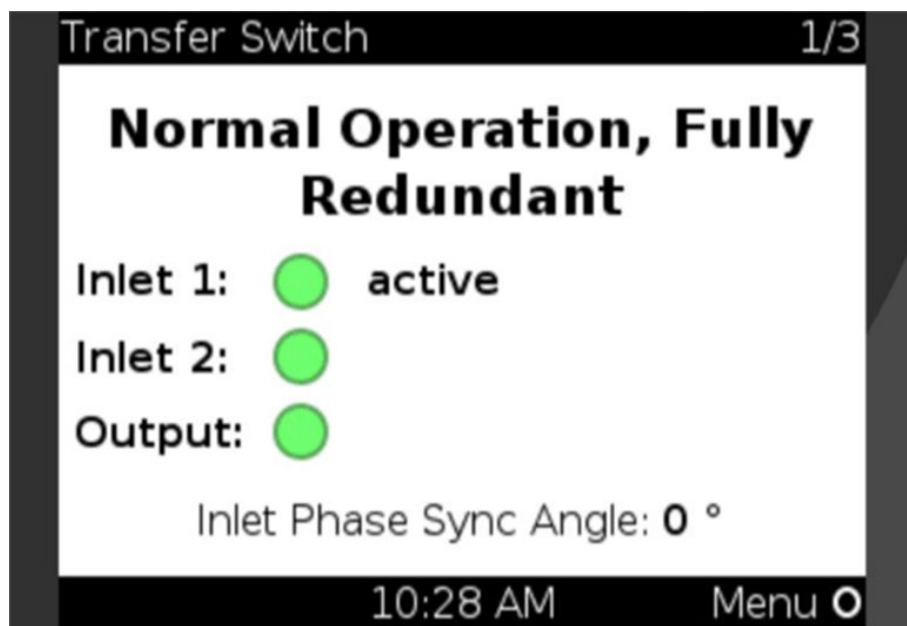 Transfer Switch 1/3
Normal Operation, Fully
Redundant
Inlet 1: active
Inlet 2:
Output:
Inlet Phase Sync Angle: 0 °
10:28 AM Menu